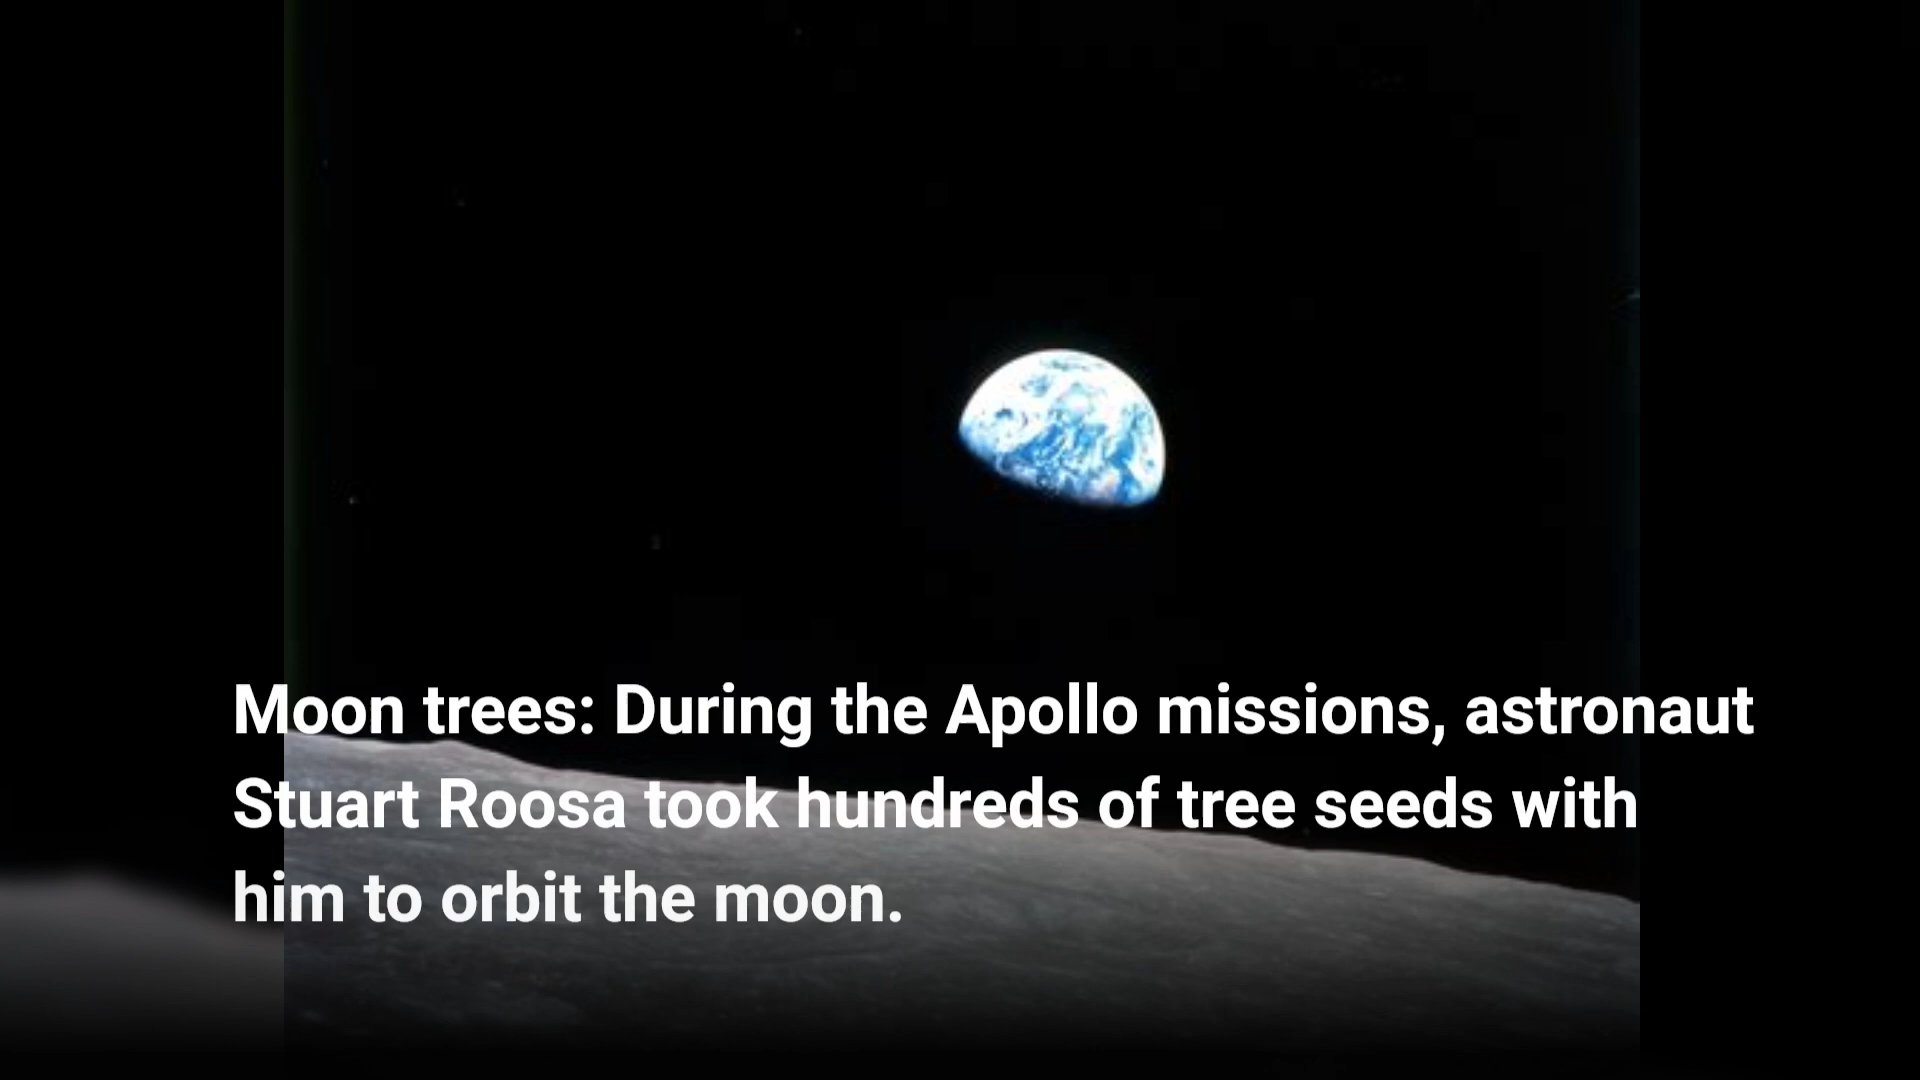 Moon trees: During the Apollo missions, astronaut
Stuart Roosa took hundreds of tree seeds with
him to orbit the moon.